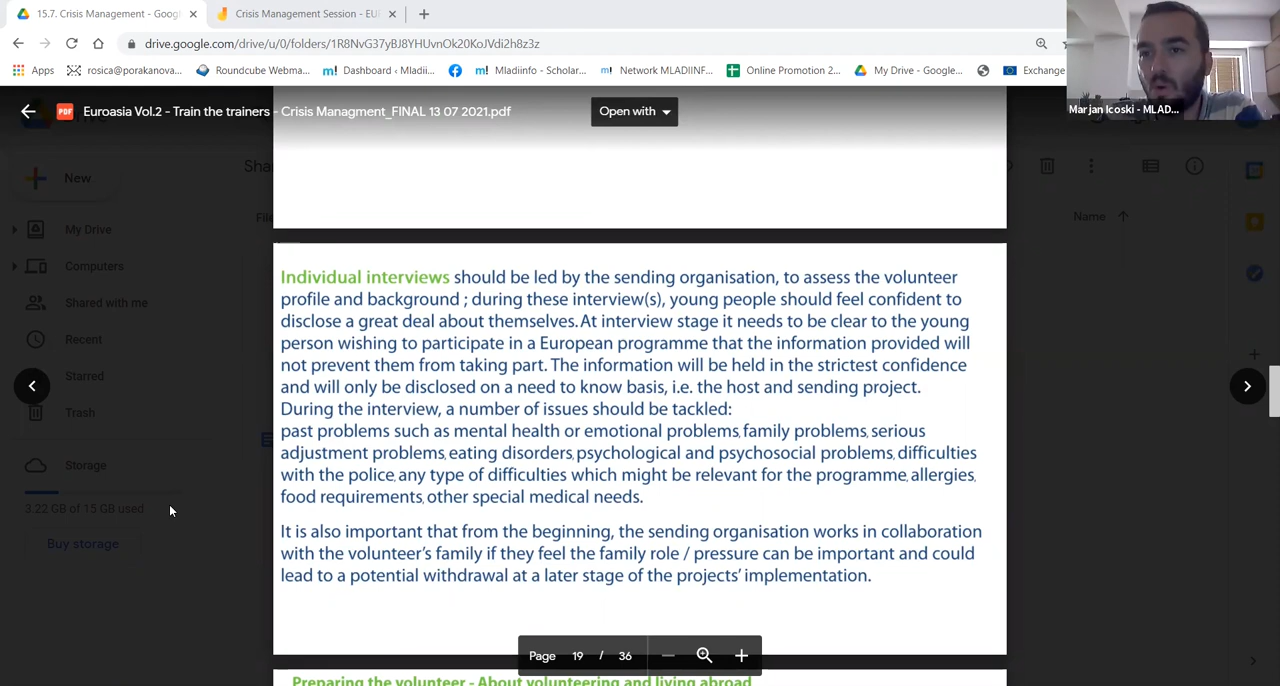 15.7. Crisis Management - Goog
Crisis Management Session - EUI
drive.google.com/drive/u/0/folders/1R8NvG37yBJ8YHUvnOk20KoJVdi2h8z3z
Apps
rosica@porakanova...
Roundcube Webma...
Dashboard ‹ Mladii...
m! Mladiinfo - Scholar...
m! Network MLADIINF...
Online Promotion 2...
My Drive - Google...
Exchange
Marjan Icoski - MLAD...
PDF Euroasia Vol.2 - Train the trainers - Crisis Managment_FINAL 13 07 2021.pdf
Open with
New
Shar
My Drive
File
Name
Computers
Shared with me
Recent
Starred
Trash
Storage
3.22 GB of 15 GB used
Buy storage
Individual interviews should be led by the sending organisation, to assess the volunteer
profile and background ; during these interview(s), young people should feel confident to
disclose a great deal about themselves. At interview stage it needs to be clear to the young
person wishing to participate in a European programme that the information provided will
not prevent them from taking part. The information will be held in the strictest confidence
and will only be disclosed on a need to know basis, i.e. the host and sending project.
During the interview, a number of issues should be tackled:
past problems such as mental health or emotional problems, family problems, serious
adjustment problems, eating disorders, psychological and psychosocial problems, difficulties
with the police, any type of difficulties which might be relevant for the programme, allergies,
food requirements, other special medical needs.
It is also important that from the beginning, the sending organisation works in collaboration
with the volunteer's family if they feel the family role / pressure can be important and could
lead to a potential withdrawal at a later stage of the projects' implementation.
Page 19 / 36
Preparing the volunteer - About volunteering and living abroad